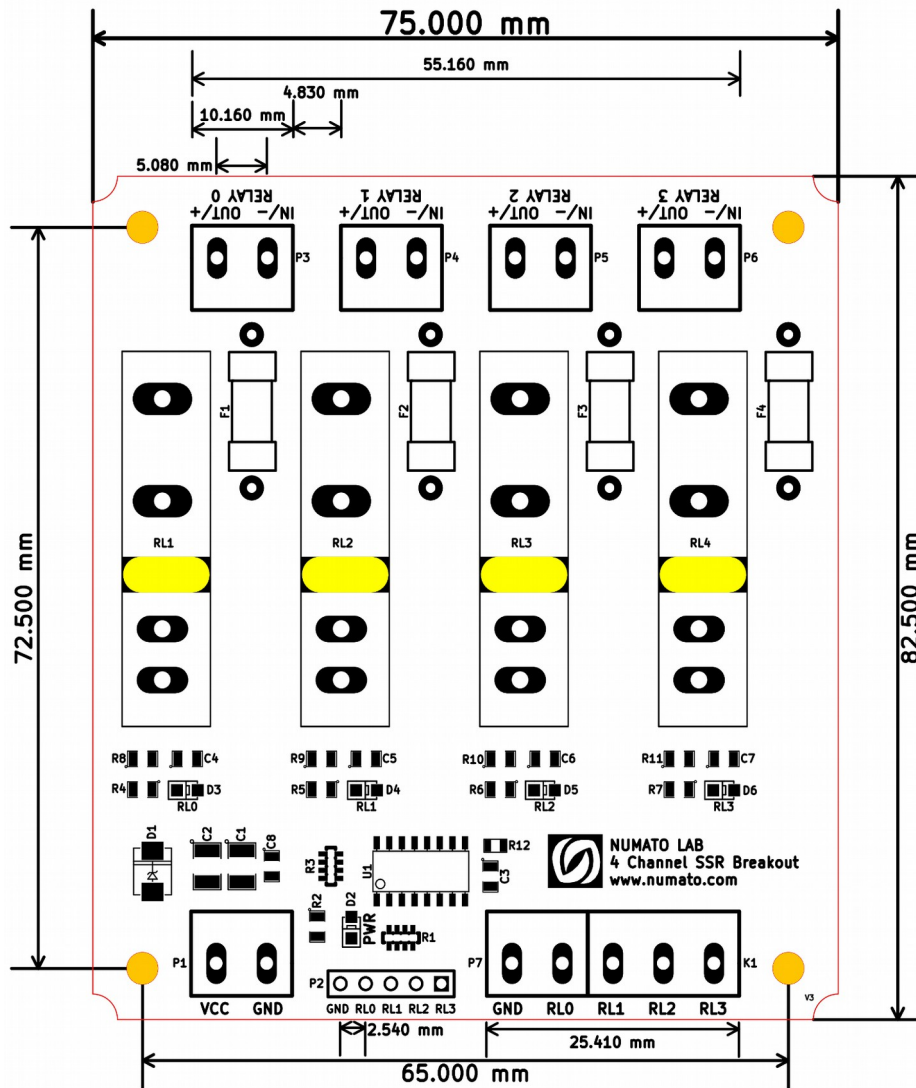 75.000 mm
55.160 mm
4.830 mm
10.160 mm
5.080 mm
RELAY 0
IN/- OUT/+
RELAY 1
IN/- OUT/+
RELAY 2
IN/- OUT/+
RELAY 3
IN/- OUT/+
P3
P4
P5
P6
F1
F2
F3
F4
RL1
RL2
RL3
RL4
72.500 mm
82.500 mm
R8 C4
R9 C5
R10 C6
R11 C7
R4 D3
R5 D4
R6 D5
R7 D6
RL0
RL1
RL2
RL3
D1
C2
C1
C8
R3
U1
R12
C3
NUMATO LAB
4 Channel SSR Breakout
www.numato.com
R2
D2
PWR
R1
P1
P2
P7
K1
VCC GND
GND RL0 RL1 RL2 RL3
GND RL0 RL1 RL2 RL3
V3
2.540 mm
25.410 mm
65.000 mm